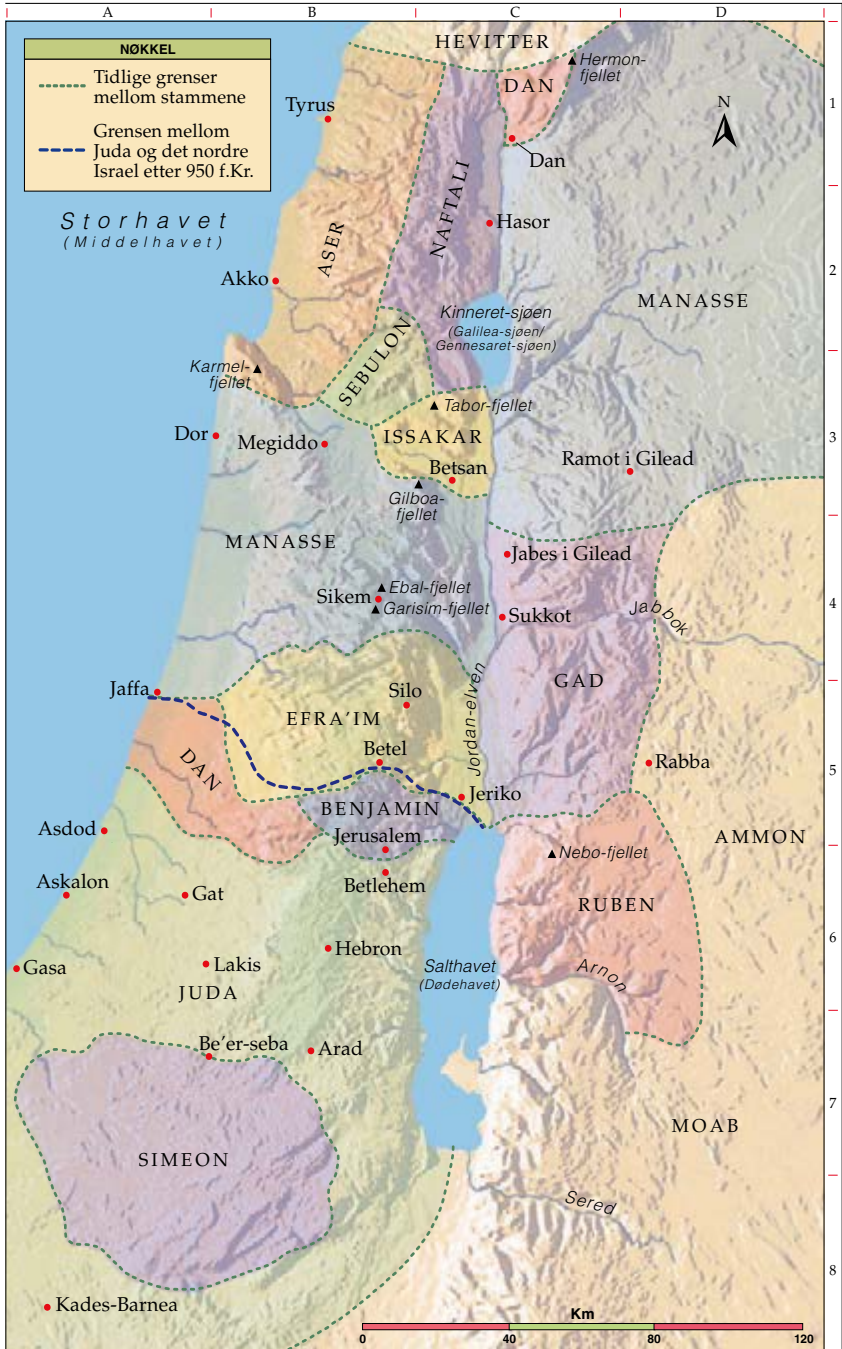 A
B
C
D
NØKKEL
Tidlige grenser
mellom stammene
Grensen mellom
Juda og det nordre
Israel etter 950 f.Kr.
HEVITTER
Hermon-
fjellet
DAN
1
N
Tyrus
Dan
NAFTALI
Storhavet
(Middelhavet)
ASER
Hasor
2
Akko
MANASSE
Kinneret-sjøen
(Galilea-sjøen/
Gennesaret-sjøen)
SEBULON
Karmel-
fjellet
Tabor-fjellet
Dor
Megiddo
ISSAKAR
3
Betsan
Ramot i Gilead
Gilboa-
fjellet
MANASSE
Jabes i Gilead
Ebal-fjellet
Sikem
Garisim-fjellet
Sukkot
Jabbok
4
GAD
Jordan-elven
Jaffa
Silo
EFRA'IM
DAN
Betel
Rabba
5
Jeriko
BENJAMIN
Asdod
Jerusalem
AMMON
Nebo-fjellet
Betlehem
Askalon
Gat
RUBEN
6
Hebron
Gasa
Lakis
Salthavet
(Dødehavet)
Arnon
JUDA
Be'er-seba
Arad
7
MOAB
SIMEON
Sered
8
Kades-Barnea
Km
0
40
80
120